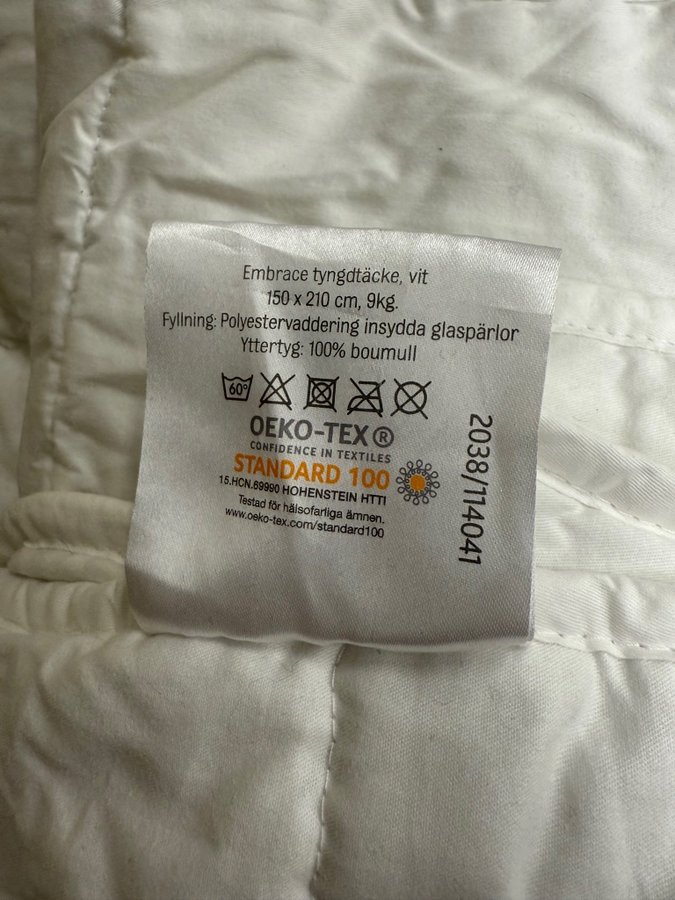 Embrace tyngdtäcke, vit
150 x 210 cm, 9kg.
Fyllning: Polyestervaddering insydda glaspärlor
Yttertyg: 100% boumull
60°
OEKO-TEX®
CONFIDENCE IN TEXTILES
STANDARD 100
15.HCN.69990 HOHENSTEIN HTTI
Testad för hälsofarliga ämnen.
www.oeko-tex.com/standard100
2038/114041